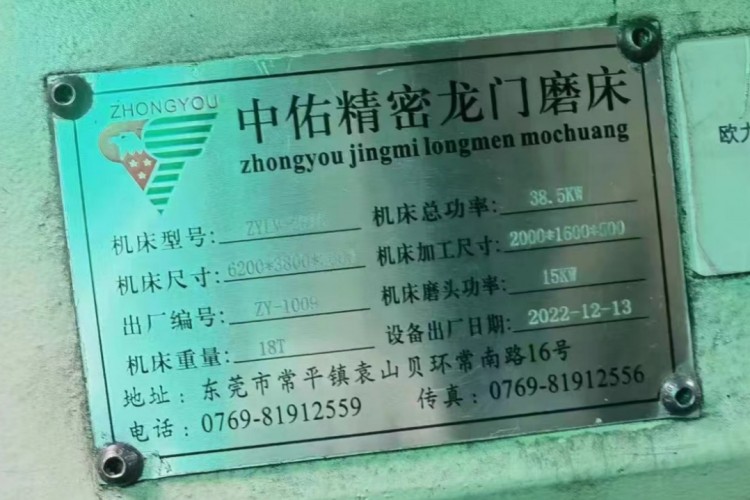 ZHONGYOU
中佑精密龙门磨床
zhongyou jingmi longmen mochuang
机床型号:
机床总功率: 38.5KW
机床尺寸: 6200*3800*
机床加工尺寸: 2000*1600*500
出厂编号: ZY-1009
机床磨头功率: 15KW
机床重量: 18T
设备出厂日期: 2022-12-13
地址: 东莞市常平镇袁山贝环常南路16号
电话: 0769-81912559
传真: 0769-81912556